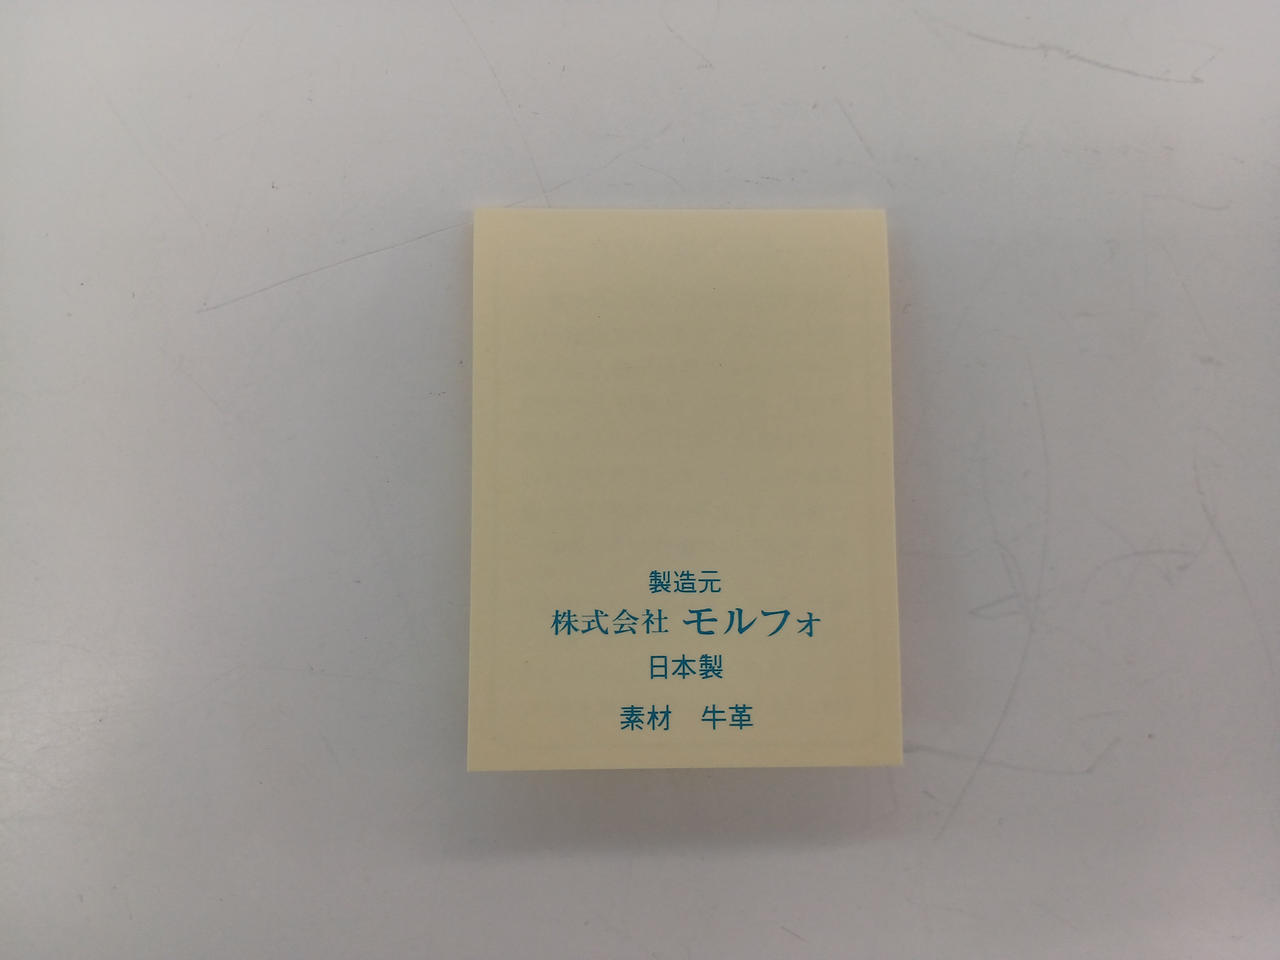 製造元
株式会社 モルフォ
日本製
素材　牛革